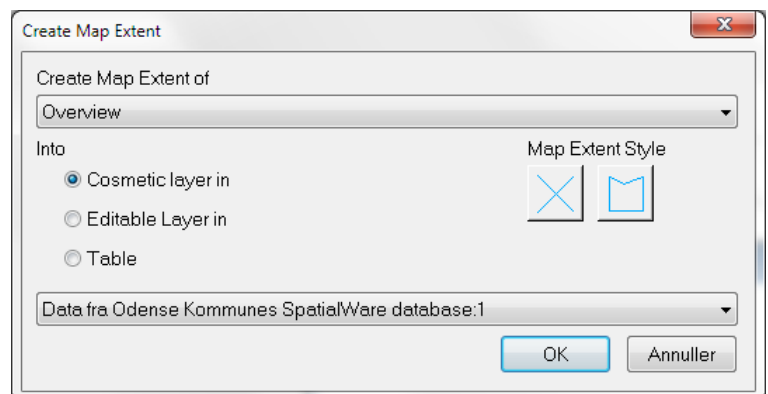 Create Map Extent
Create Map Extent of
Overview
Into
Map Extent Style
Cosmetic layer in
Editable Layer in
Table
Data fra Odense Kommunes SpatialWare database:1
OK
Annuller